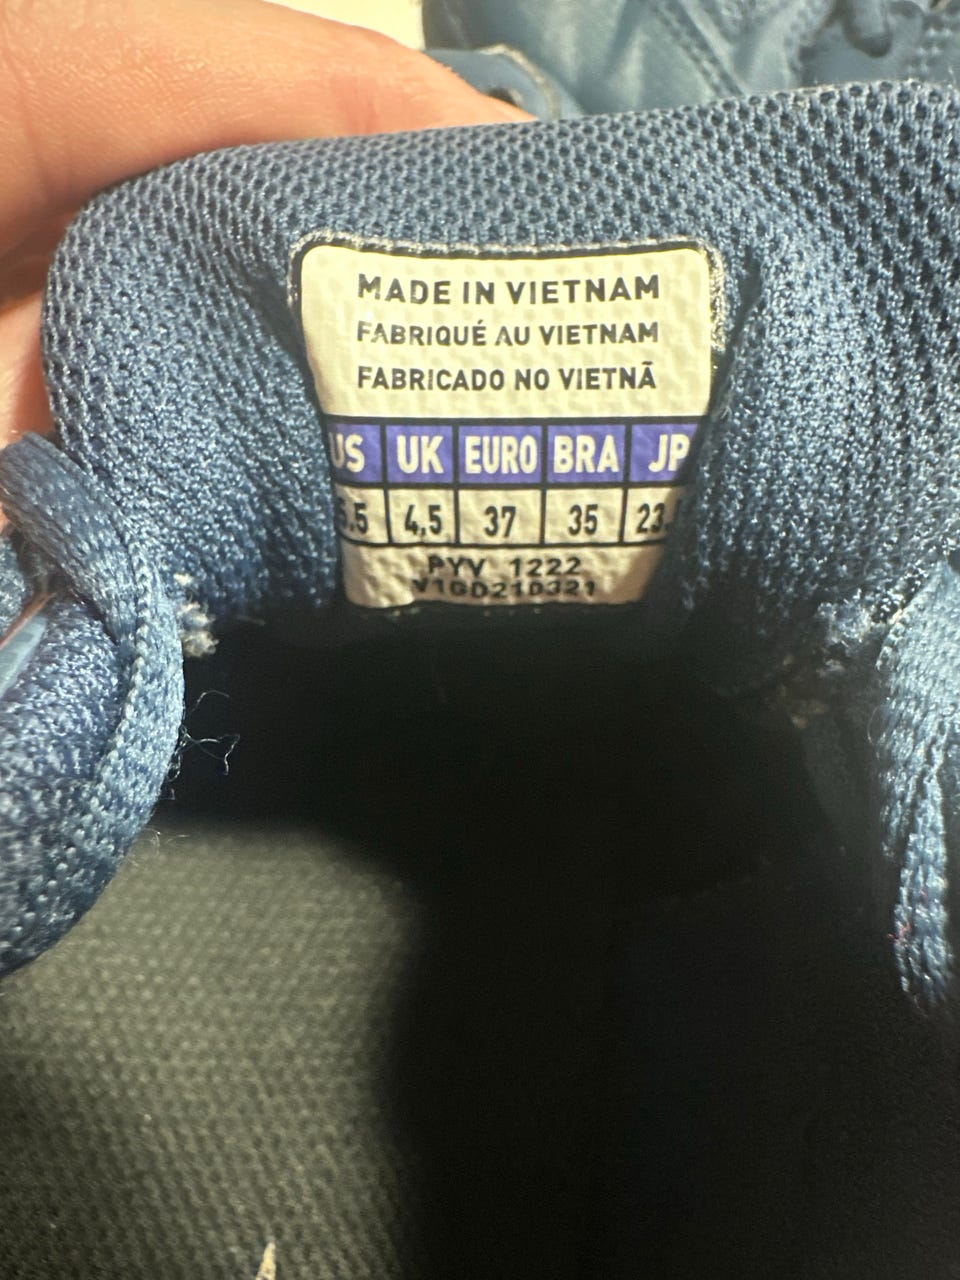 MADE IN VIETNAM
FABRIQUÉ AU VIETNAM
FABRICADO NO VIETNÃ
US UK EURO BRA JP
4,5 37 35
PYV 1222
V1GD21D321